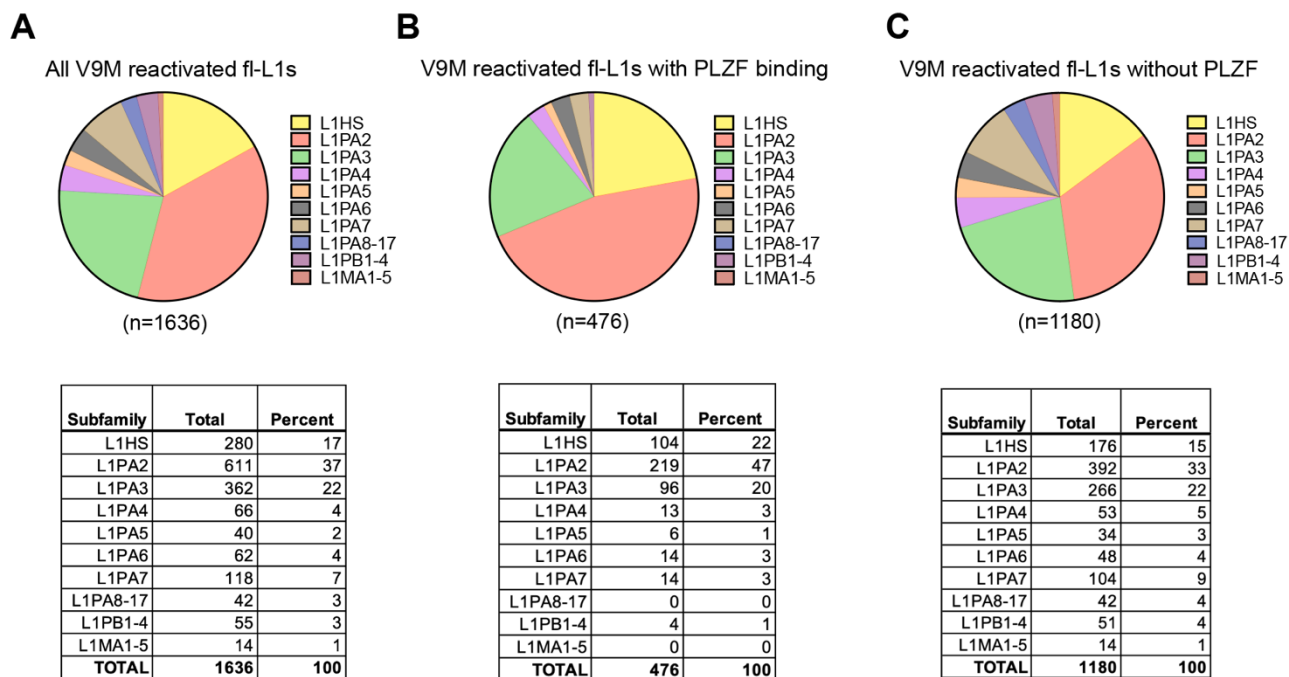 A
All V9M reactivated fl-L1s
L1HS
L1PA2
L1PA3
L1PA4
L1PA5
L1PA6
L1PA7
L1PA8-17
L1PB1-4
L1MA1-5
(n=1636)
Subfamily Total Percent
L1HS 280 17
L1PA2 611 37
L1PA3 362 22
L1PA4 66 4
L1PA5 40 2
L1PA6 62 4
L1PA7 118 7
L1PA8-17 42 3
L1PB1-4 55 3
L1MA1-5 14 1
TOTAL 1636 100
B
V9M reactivated fl-L1s with PLZF binding
L1HS
L1PA2
L1PA3
L1PA4
L1PA5
L1PA6
L1PA7
L1PA8-17
L1PB1-4
L1MA1-5
(n=476)
Subfamily Total Percent
L1HS 104 22
L1PA2 219 47
L1PA3 96 20
L1PA4 13 3
L1PA5 6 1
L1PA6 14 3
L1PA7 14 3
L1PA8-17 0 0
L1PB1-4 4 1
L1MA1-5 0 0
TOTAL 476 100
C
V9M reactivated fl-L1s without PLZF
L1HS
L1PA2
L1PA3
L1PA4
L1PA5
L1PA6
L1PA7
L1PA8-17
L1PB1-4
L1MA1-5
(n=1180)
Subfamily Total Percent
L1HS 176 15
L1PA2 392 33
L1PA3 266 22
L1PA4 53 5
L1PA5 34 3
L1PA6 48 4
L1PA7 104 9
L1PA8-17 42 4
L1PB1-4 51 4
L1MA1-5 14 1
TOTAL 1180 100